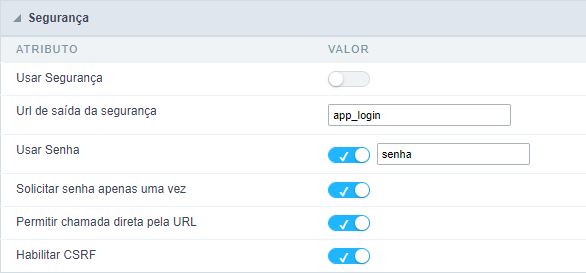 Segurança
ATRIBUTO VALOR
Usar Segurança
Url de saída da segurança app_login
Usar Senha senha
Solicitar senha apenas uma vez
Permitir chamada direta pela URL
Habilitar CSRF